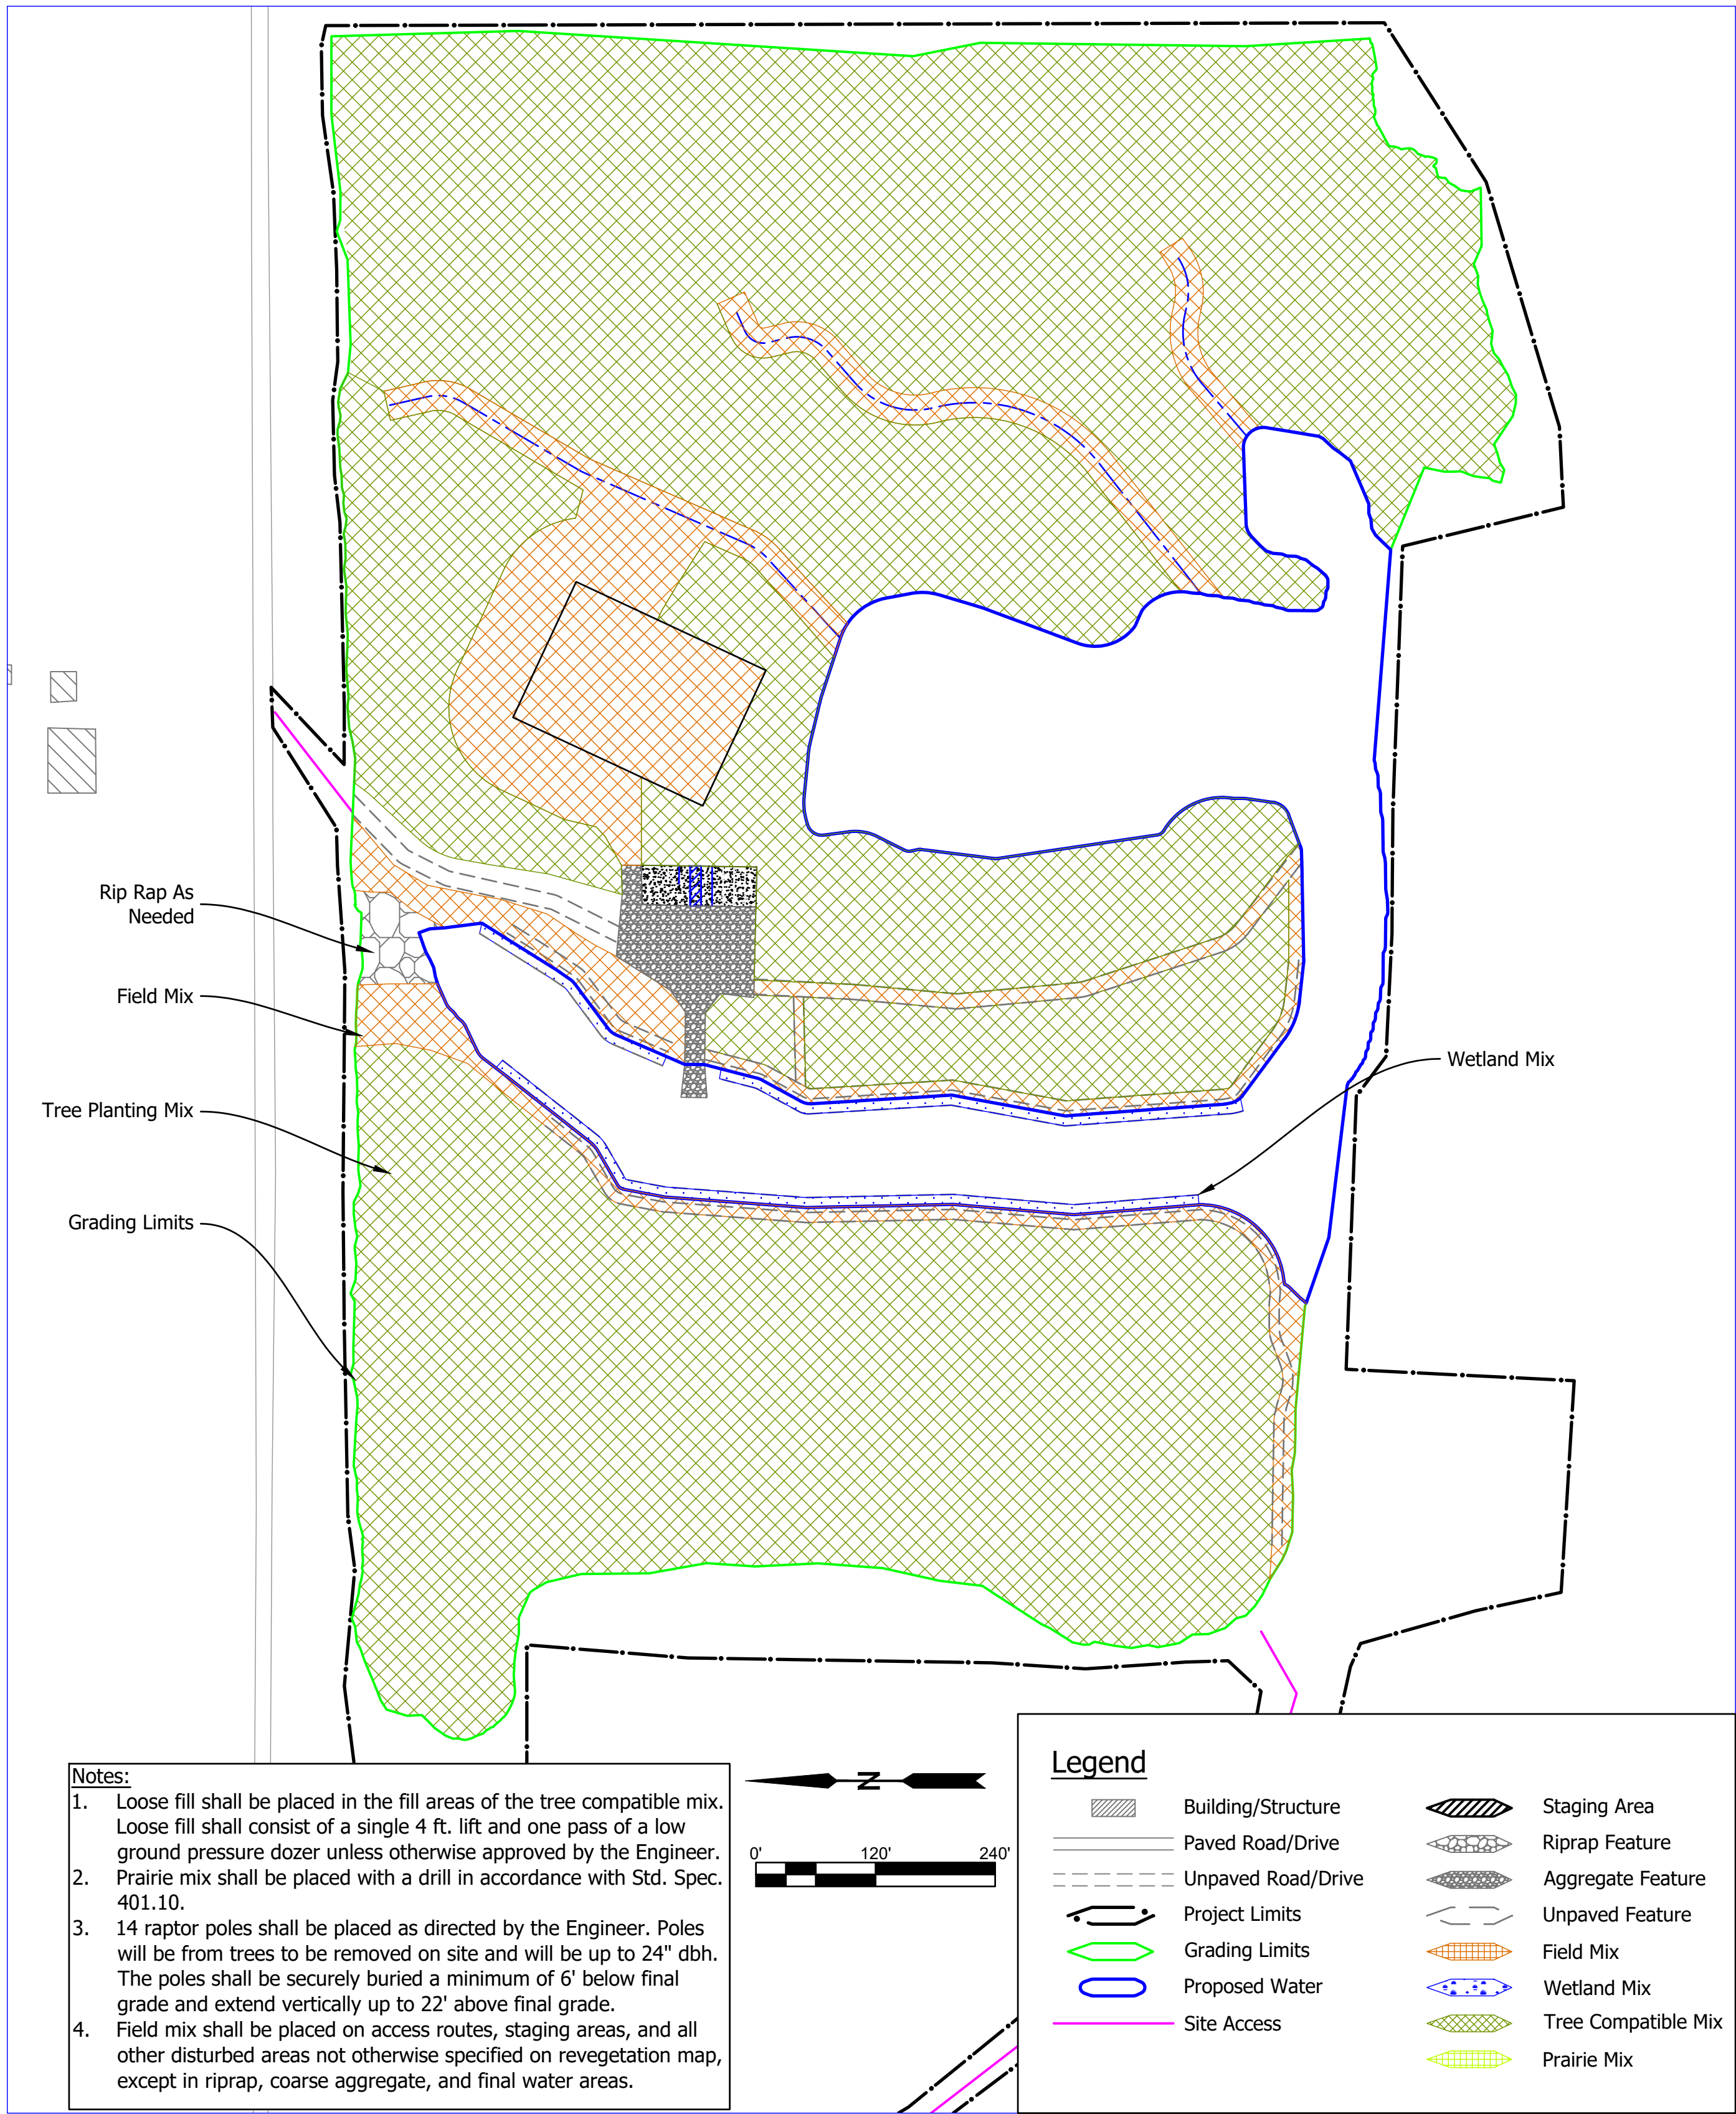 Rip Rap As
Needed
Field Mix
Tree Planting Mix
Grading Limits
Wetland Mix
Notes:
1. Loose fill shall be placed in the fill areas of the tree compatible mix.
Loose fill shall consist of a single 4 ft. lift and one pass of a low
ground pressure dozer unless otherwise approved by the Engineer.
2. Prairie mix shall be placed with a drill in accordance with Std. Spec.
401.10.
3. 14 raptor poles shall be placed as directed by the Engineer. Poles
will be from trees to be removed on site and will be up to 24" dbh.
The poles shall be securely buried a minimum of 6' below final
grade and extend vertically up to 22' above final grade.
4. Field mix shall be placed on access routes, staging areas, and all
other disturbed areas not otherwise specified on revegetation map,
except in riprap, coarse aggregate, and final water areas.
N
0' 120' 240'
Legend
Building/Structure
Paved Road/Drive
Unpaved Road/Drive
Project Limits
Grading Limits
Proposed Water
Site Access
Staging Area
Riprap Feature
Aggregate Feature
Unpaved Feature
Field Mix
Wetland Mix
Tree Compatible Mix
Prairie Mix